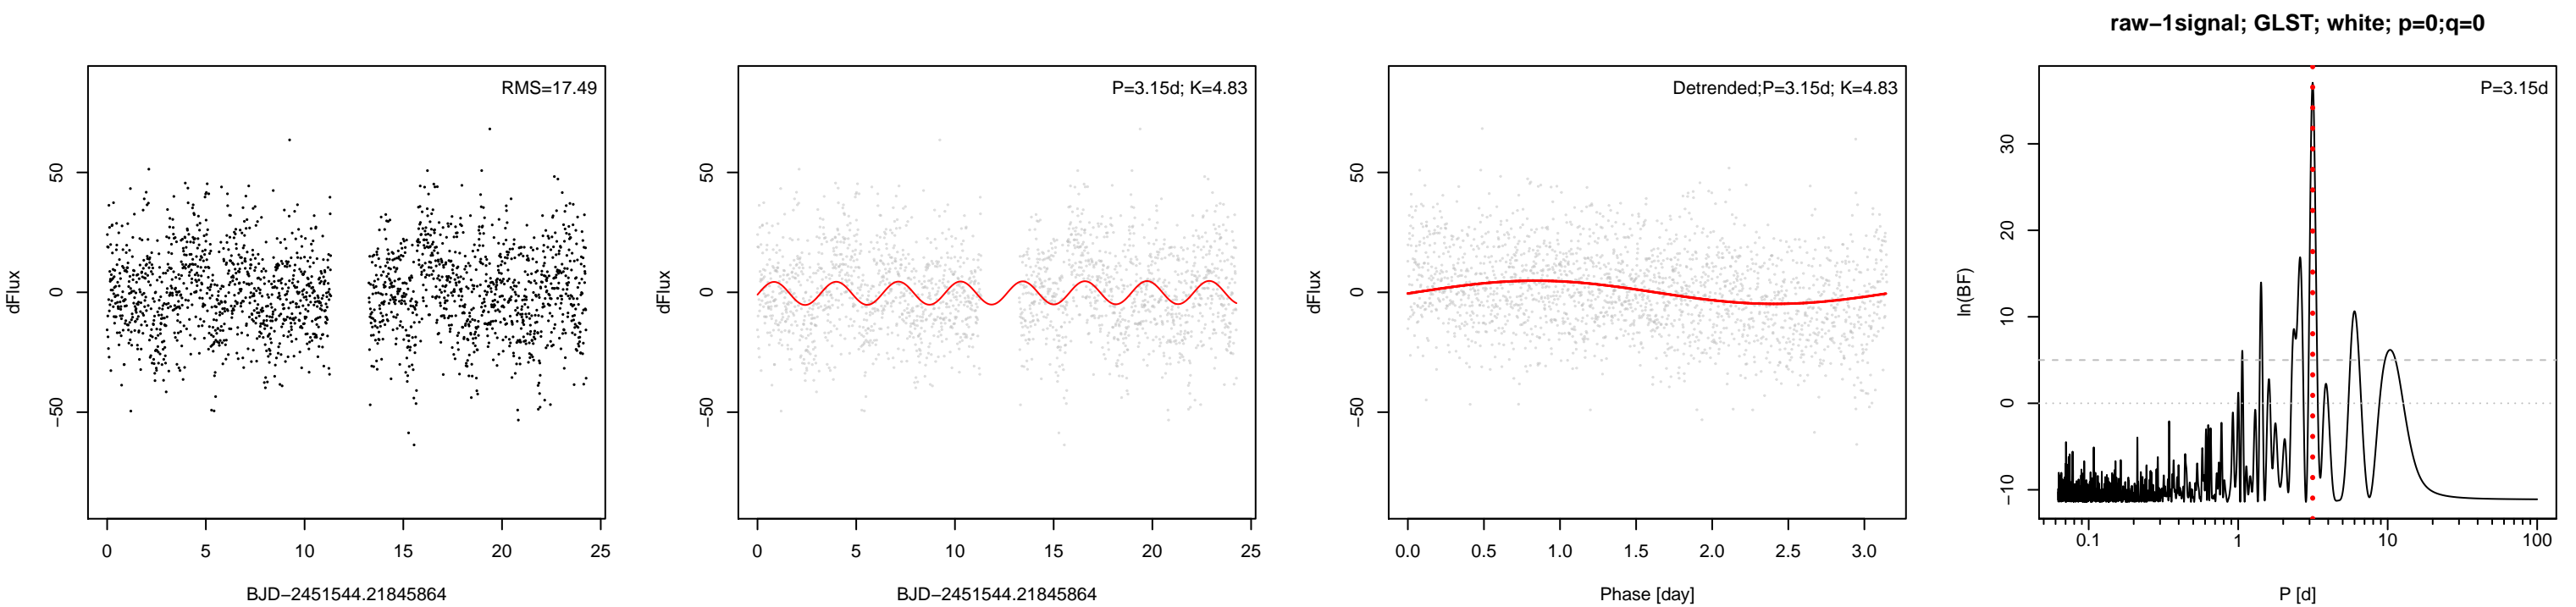 raw−1signal; GLST; white; p=0;q=0
RMS=17.49
dFlux
50
0
−50
0 5 10 15 20 25
BJD−2451544.21845864
P=3.15d; K=4.83
dFlux
50
0
−50
0 5 10 15 20 25
BJD−2451544.21845864
Detrended;P=3.15d; K=4.83
dFlux
50
0
−50
0.0 0.5 1.0 1.5 2.0 2.5 3.0
Phase [day]
P=3.15d
ln(BF)
30
20
10
0
−10
0.1 1 10 100
P [d]